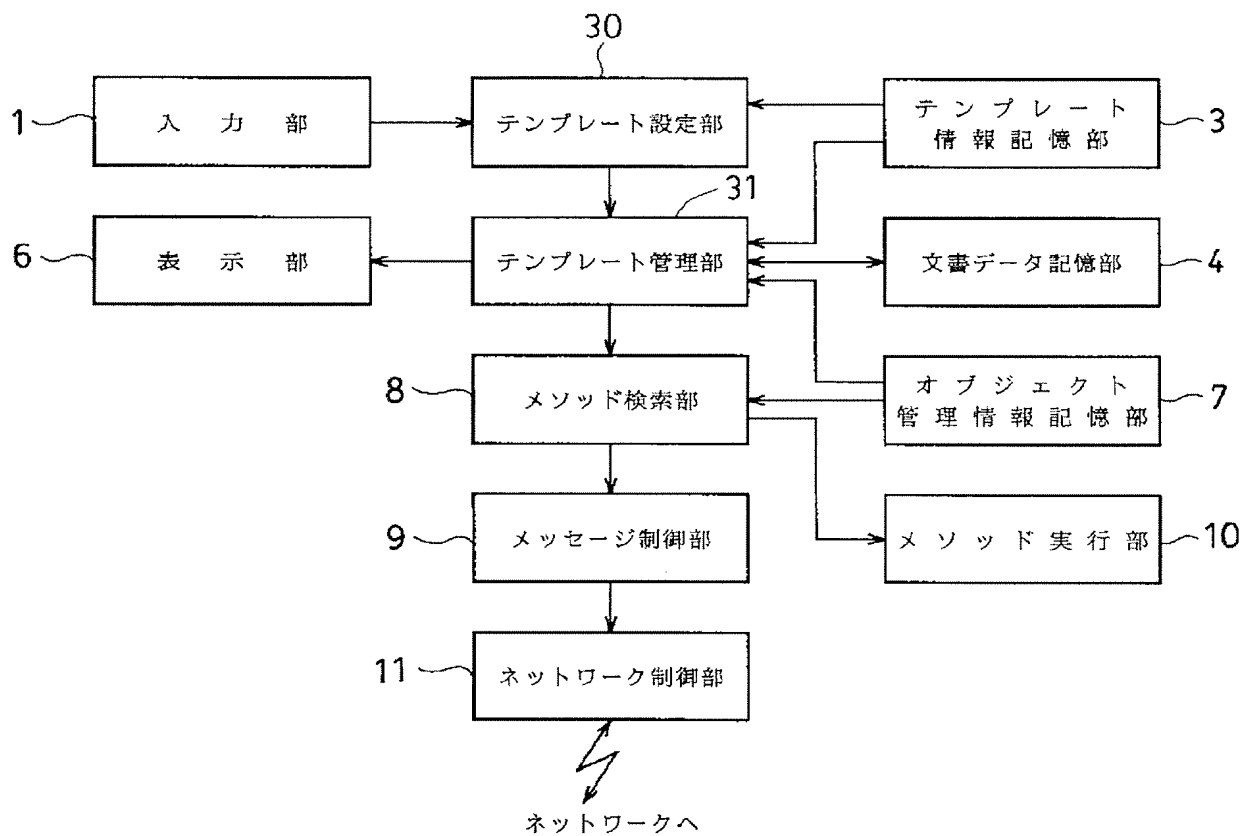 30
1
入力部
テンプレート設定部
テンプレート
情報記憶部
3
31
6
表示部
テンプレート管理部
文書データ記憶部
4
8
メソッド検索部
オブジェクト
管理情報記憶部
7
9
メッセージ制御部
メソッド実行部
10
11
ネットワーク制御部
ネットワークへ